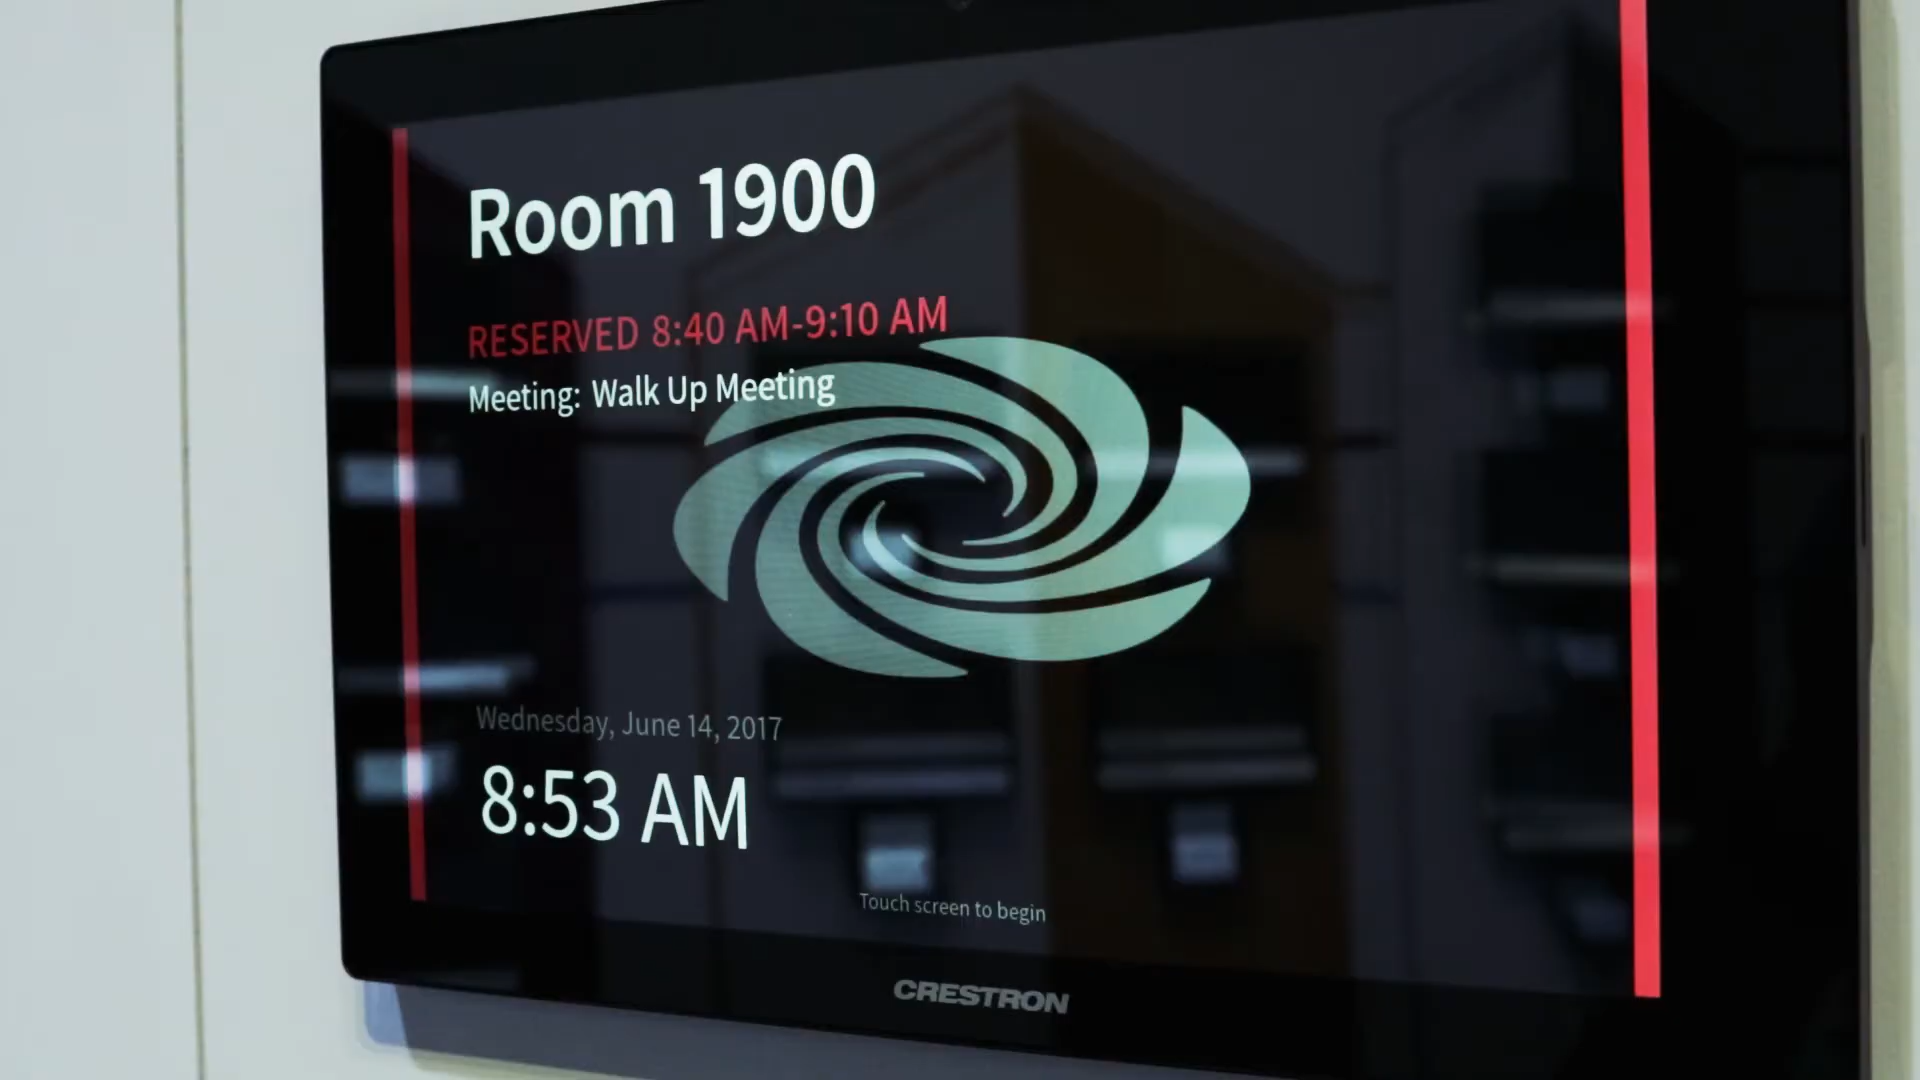 Room 1900
RESERVED 8:40 AM-9:10 AM
Meeting: Walk Up Meeting
Wednesday, June 14, 2017
8:53 AM
Touch screen to begin
CRESTRON